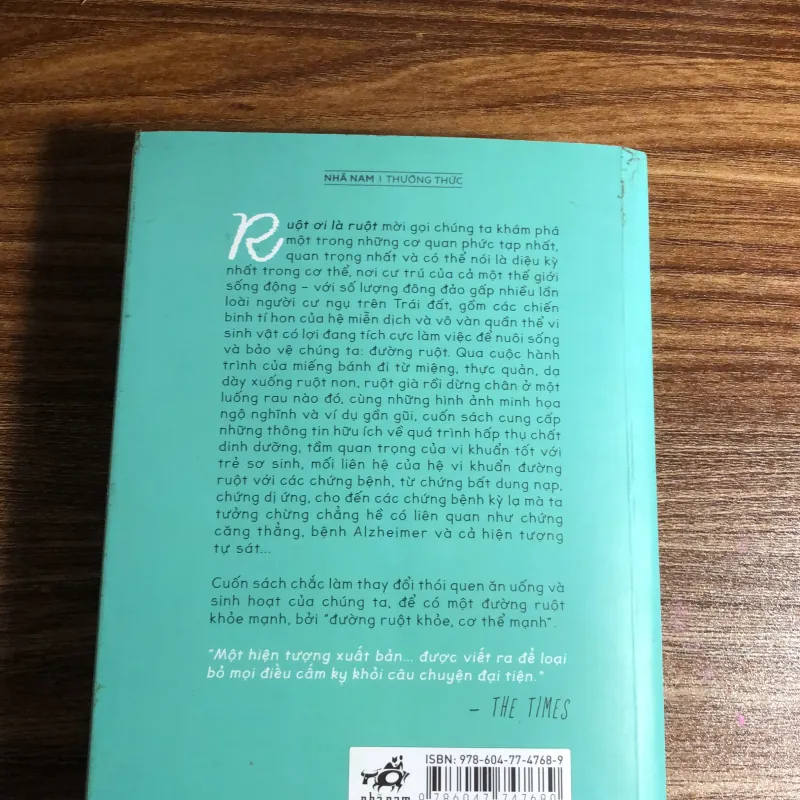 NHÃ NAM | THƯỜNG THỨC
Ruột ơi là ruột mời gọi chúng ta khám phá
một trong những cơ quan phức tạp nhất,
quan trọng nhất và có thể nói là diệu kỳ
nhất trong cơ thể, nơi cư trú của cả một thế giới
sống động – với số lượng đông đảo gấp nhiều lần
loài người cư ngụ trên Trái đất, gồm các chiến
binh tí hon của hệ miễn dịch và vô vàn quần thể vi
sinh vật có lợi đang tích cực làm việc để nuôi sống
và bảo vệ chúng ta: đường ruột. Qua cuộc hành
trình của miếng bánh đi từ miệng, thực quản, dạ
dày xuống ruột non, ruột già rồi dừng chân ở một
luống rau nào đó, cùng những hình ảnh minh họa
ngộ nghĩnh và ví dụ gần gũi, cuốn sách cung cấp
những thông tin hữu ích về quá trình hấp thụ chất
dinh dưỡng, tầm quan trọng của vi khuẩn tốt với
trẻ sơ sinh, mối liên hệ của hệ vi khuẩn đường
ruột với các chứng bệnh, từ chứng bất dung nạp,
chứng dị ứng, cho đến các chứng bệnh kỳ lạ mà ta
tưởng chừng chẳng hề có liên quan như chứng
căng thẳng, bệnh Alzheimer và cả hiện tượng
tự sát...
Cuốn sách chắc làm thay đổi thói quen ăn uống và
sinh hoạt của chúng ta, để có một đường ruột
khỏe mạnh, bởi "đường ruột khỏe, cơ thể mạnh".
"Một hiện tượng xuất bản... được viết ra để loại
bỏ mọi điều cấm kỵ khỏi câu chuyện đại tiện."
– THE TIMES
ISBN: 978-604-77-4768-9
nhã nam
9 786047 747689